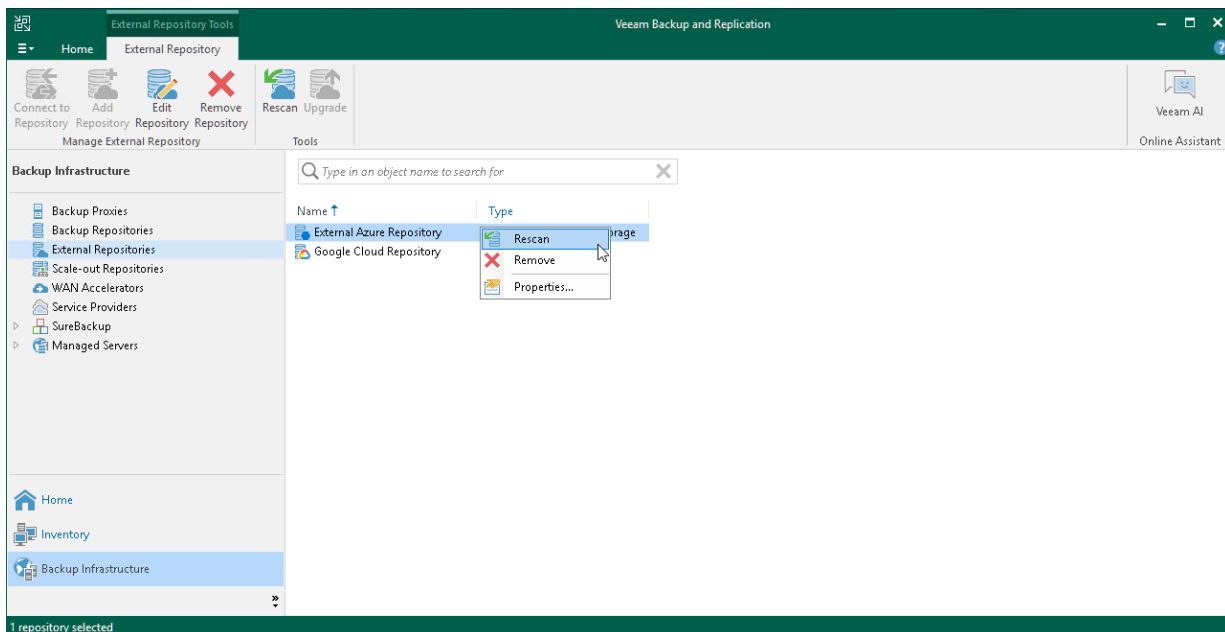 External Repository Tools
Veeam Backup and Replication
Home
External Repository
Connect to Repository
Add Repository
Edit Repository
Remove Repository
Rescan
Upgrade
Veeam AI
Manage External Repository
Tools
Online Assistant
Backup Infrastructure
Type in an object name to search for
Backup Proxies
Backup Repositories
External Repositories
Scale-out Repositories
WAN Accelerators
Service Providers
SureBackup
Managed Servers
Name
Type
External Azure Repository
Google Cloud Repository
Rescan
Remove
Properties...
Home
Inventory
Backup Infrastructure
1 repository selected